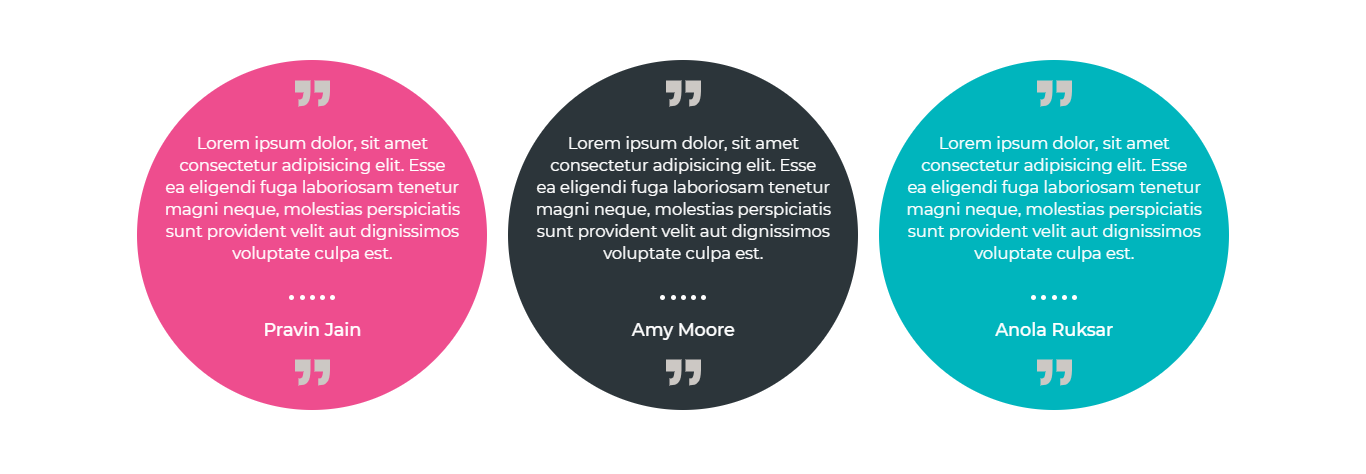 ”
Lorem ipsum dolor, sit amet
consectetur adipisicing elit. Esse
ea eligendi fuga laboriosam tenetur
magni neque, molestias perspiciatis
sunt provident velit aut dignissimos
voluptate culpa est.
.....
Pravin Jain
”
”
Lorem ipsum dolor, sit amet
consectetur adipisicing elit. Esse
ea eligendi fuga laboriosam tenetur
magni neque, molestias perspiciatis
sunt provident velit aut dignissimos
voluptate culpa est.
.....
Amy Moore
”
”
Lorem ipsum dolor, sit amet
consectetur adipisicing elit. Esse
ea eligendi fuga laboriosam tenetur
magni neque, molestias perspiciatis
sunt provident velit aut dignissimos
voluptate culpa est.
.....
Anola Ruksar
”